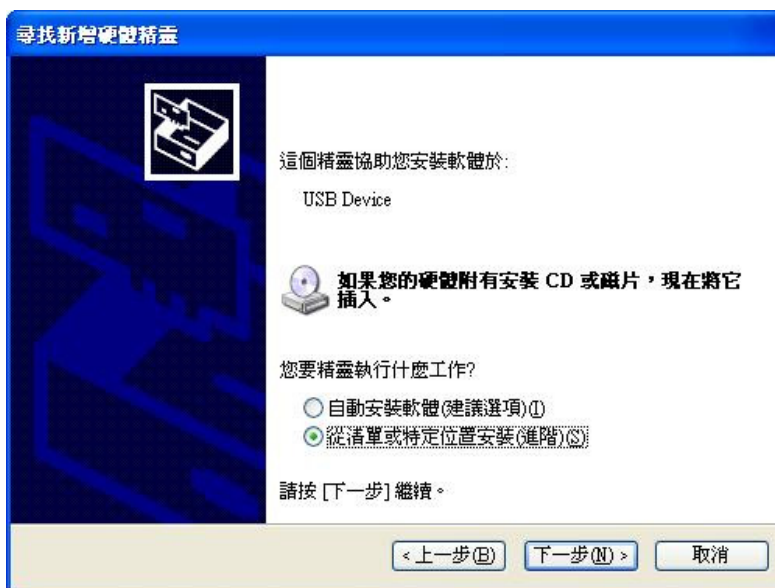 尋找新增硬體精靈
這個精靈協助您安裝軟體於:
USB Device
如果您的硬體附有安裝 CD 或磁片，現在將它
插入。
您要精靈執行什麼工作?
自動安裝軟體(建議選項)(I)
從清單或特定位置安裝(進階)(S)
請按 [下一步] 繼續。
<上一步(B) 下一步(N)> 取消